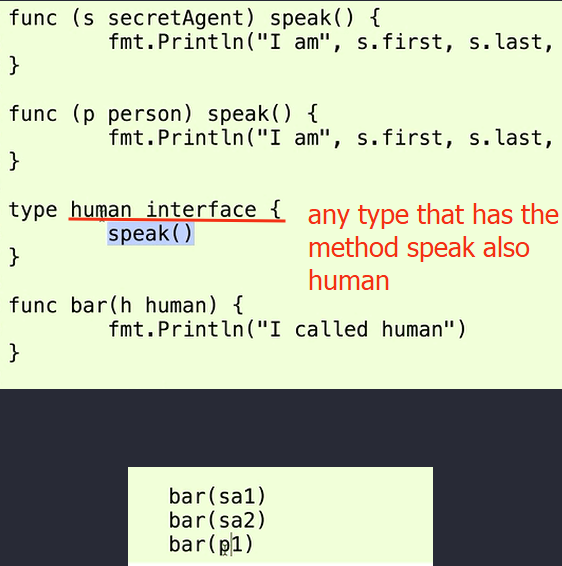 func (s secretAgent) speak() {
fmt.Println("I am", s.first, s.last,
}
func (p person) speak() {
fmt.Println("I am", s.first, s.last,
}
type human interface {
speak()
}
any type that has the
method speak also
human
func bar(h human) {
fmt.Println("I called human")
}
bar(sa1)
bar(sa2)
bar(p1)